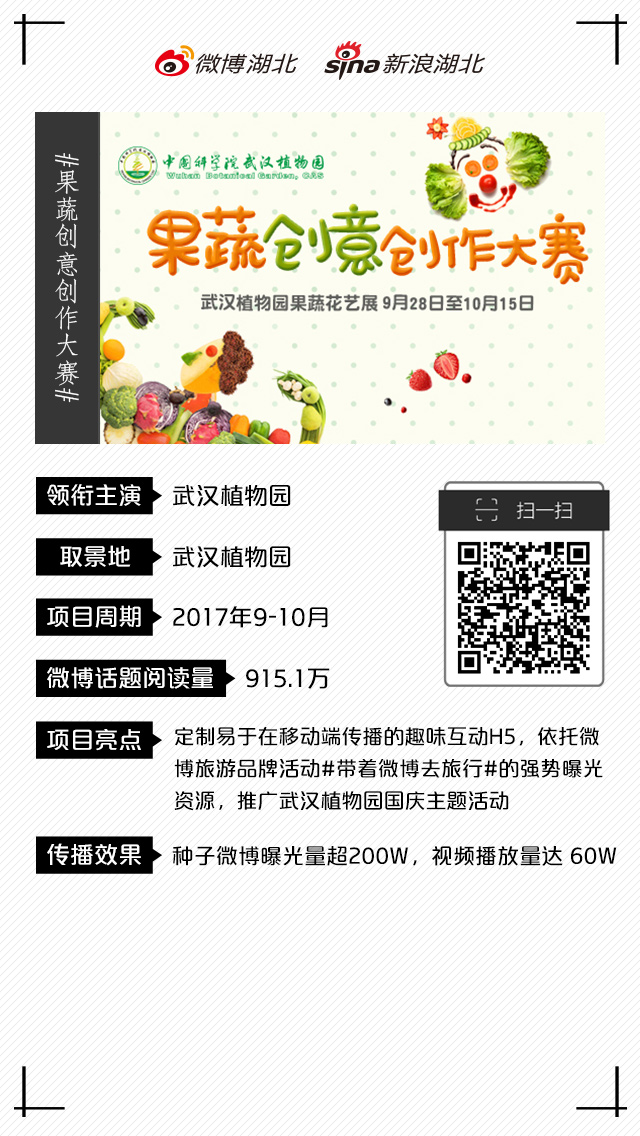 微博湖北
sina新浪湖北
#果蔬创意创作大赛#
中国科学院武汉植物园
Wuhan Botanical Garden, CAS
果蔬创意创作大赛
武汉植物园果蔬花艺展 9月28日至10月15日
领衔主演 武汉植物园
扫一扫
取景地 武汉植物园
项目周期 2017年9-10月
微博话题阅读量 915.1万
项目亮点 定制易于在移动端传播的趣味互动H5，依托微
博旅游品牌活动#带着微博去旅行#的强势曝光
资源，推广武汉植物园国庆主题活动
传播效果 种子微博曝光量超200W，视频播放量达 60W